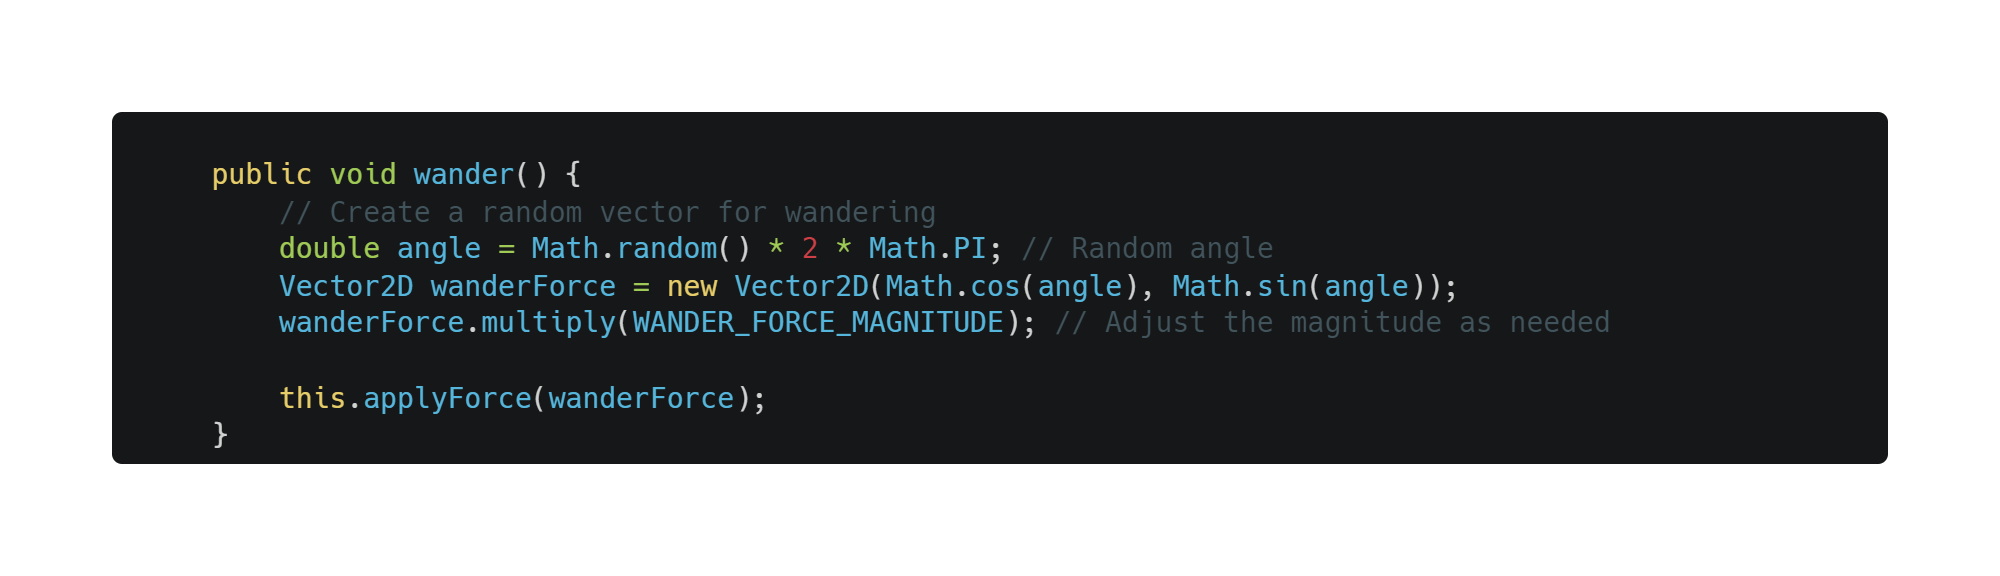 public void wander() {
// Create a random vector for wandering
double angle = Math.random() * 2 * Math.PI; // Random angle
Vector2D wanderForce = new Vector2D(Math.cos(angle), Math.sin(angle));
wanderForce.multiply(WANDER_FORCE_MAGNITUDE); // Adjust the magnitude as needed
this.applyForce(wanderForce);
}